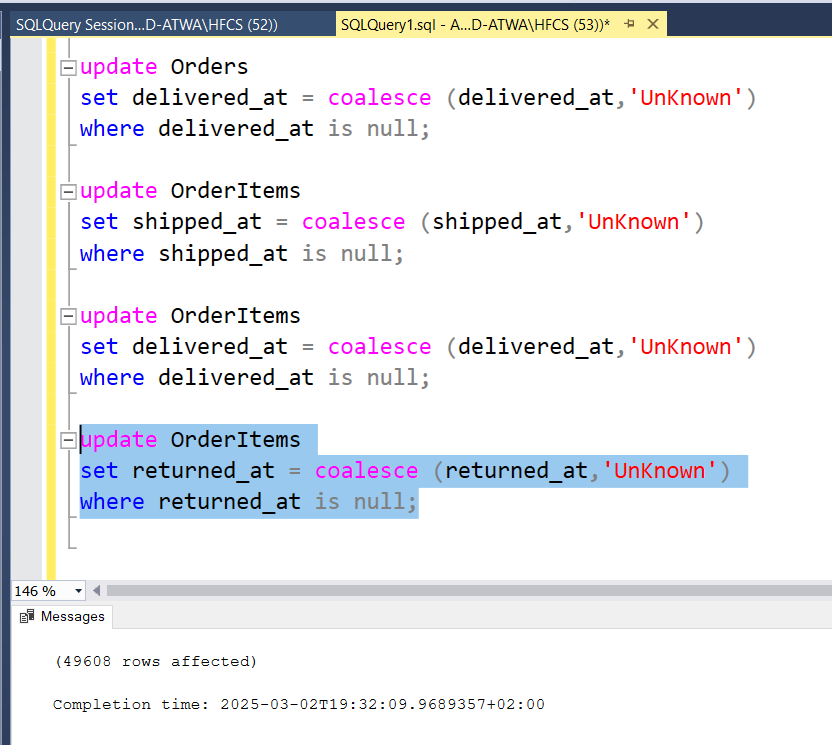 SQLQuery Session...D-ATWA\HFCS (52))
SQLQuery1.sql - A...D-ATWA\HFCS (53))*
update Orders
set delivered_at = coalesce (delivered_at,'UnKnown')
where delivered_at is null;
update OrderItems
set shipped_at = coalesce (shipped_at,'UnKnown')
where shipped_at is null;
update OrderItems
set delivered_at = coalesce (delivered_at,'UnKnown')
where delivered_at is null;
update OrderItems
set returned_at = coalesce (returned_at,'UnKnown')
where returned_at is null;
146 %
Messages
(49608 rows affected)
Completion time: 2025-03-02T19:32:09.9689357+02:00